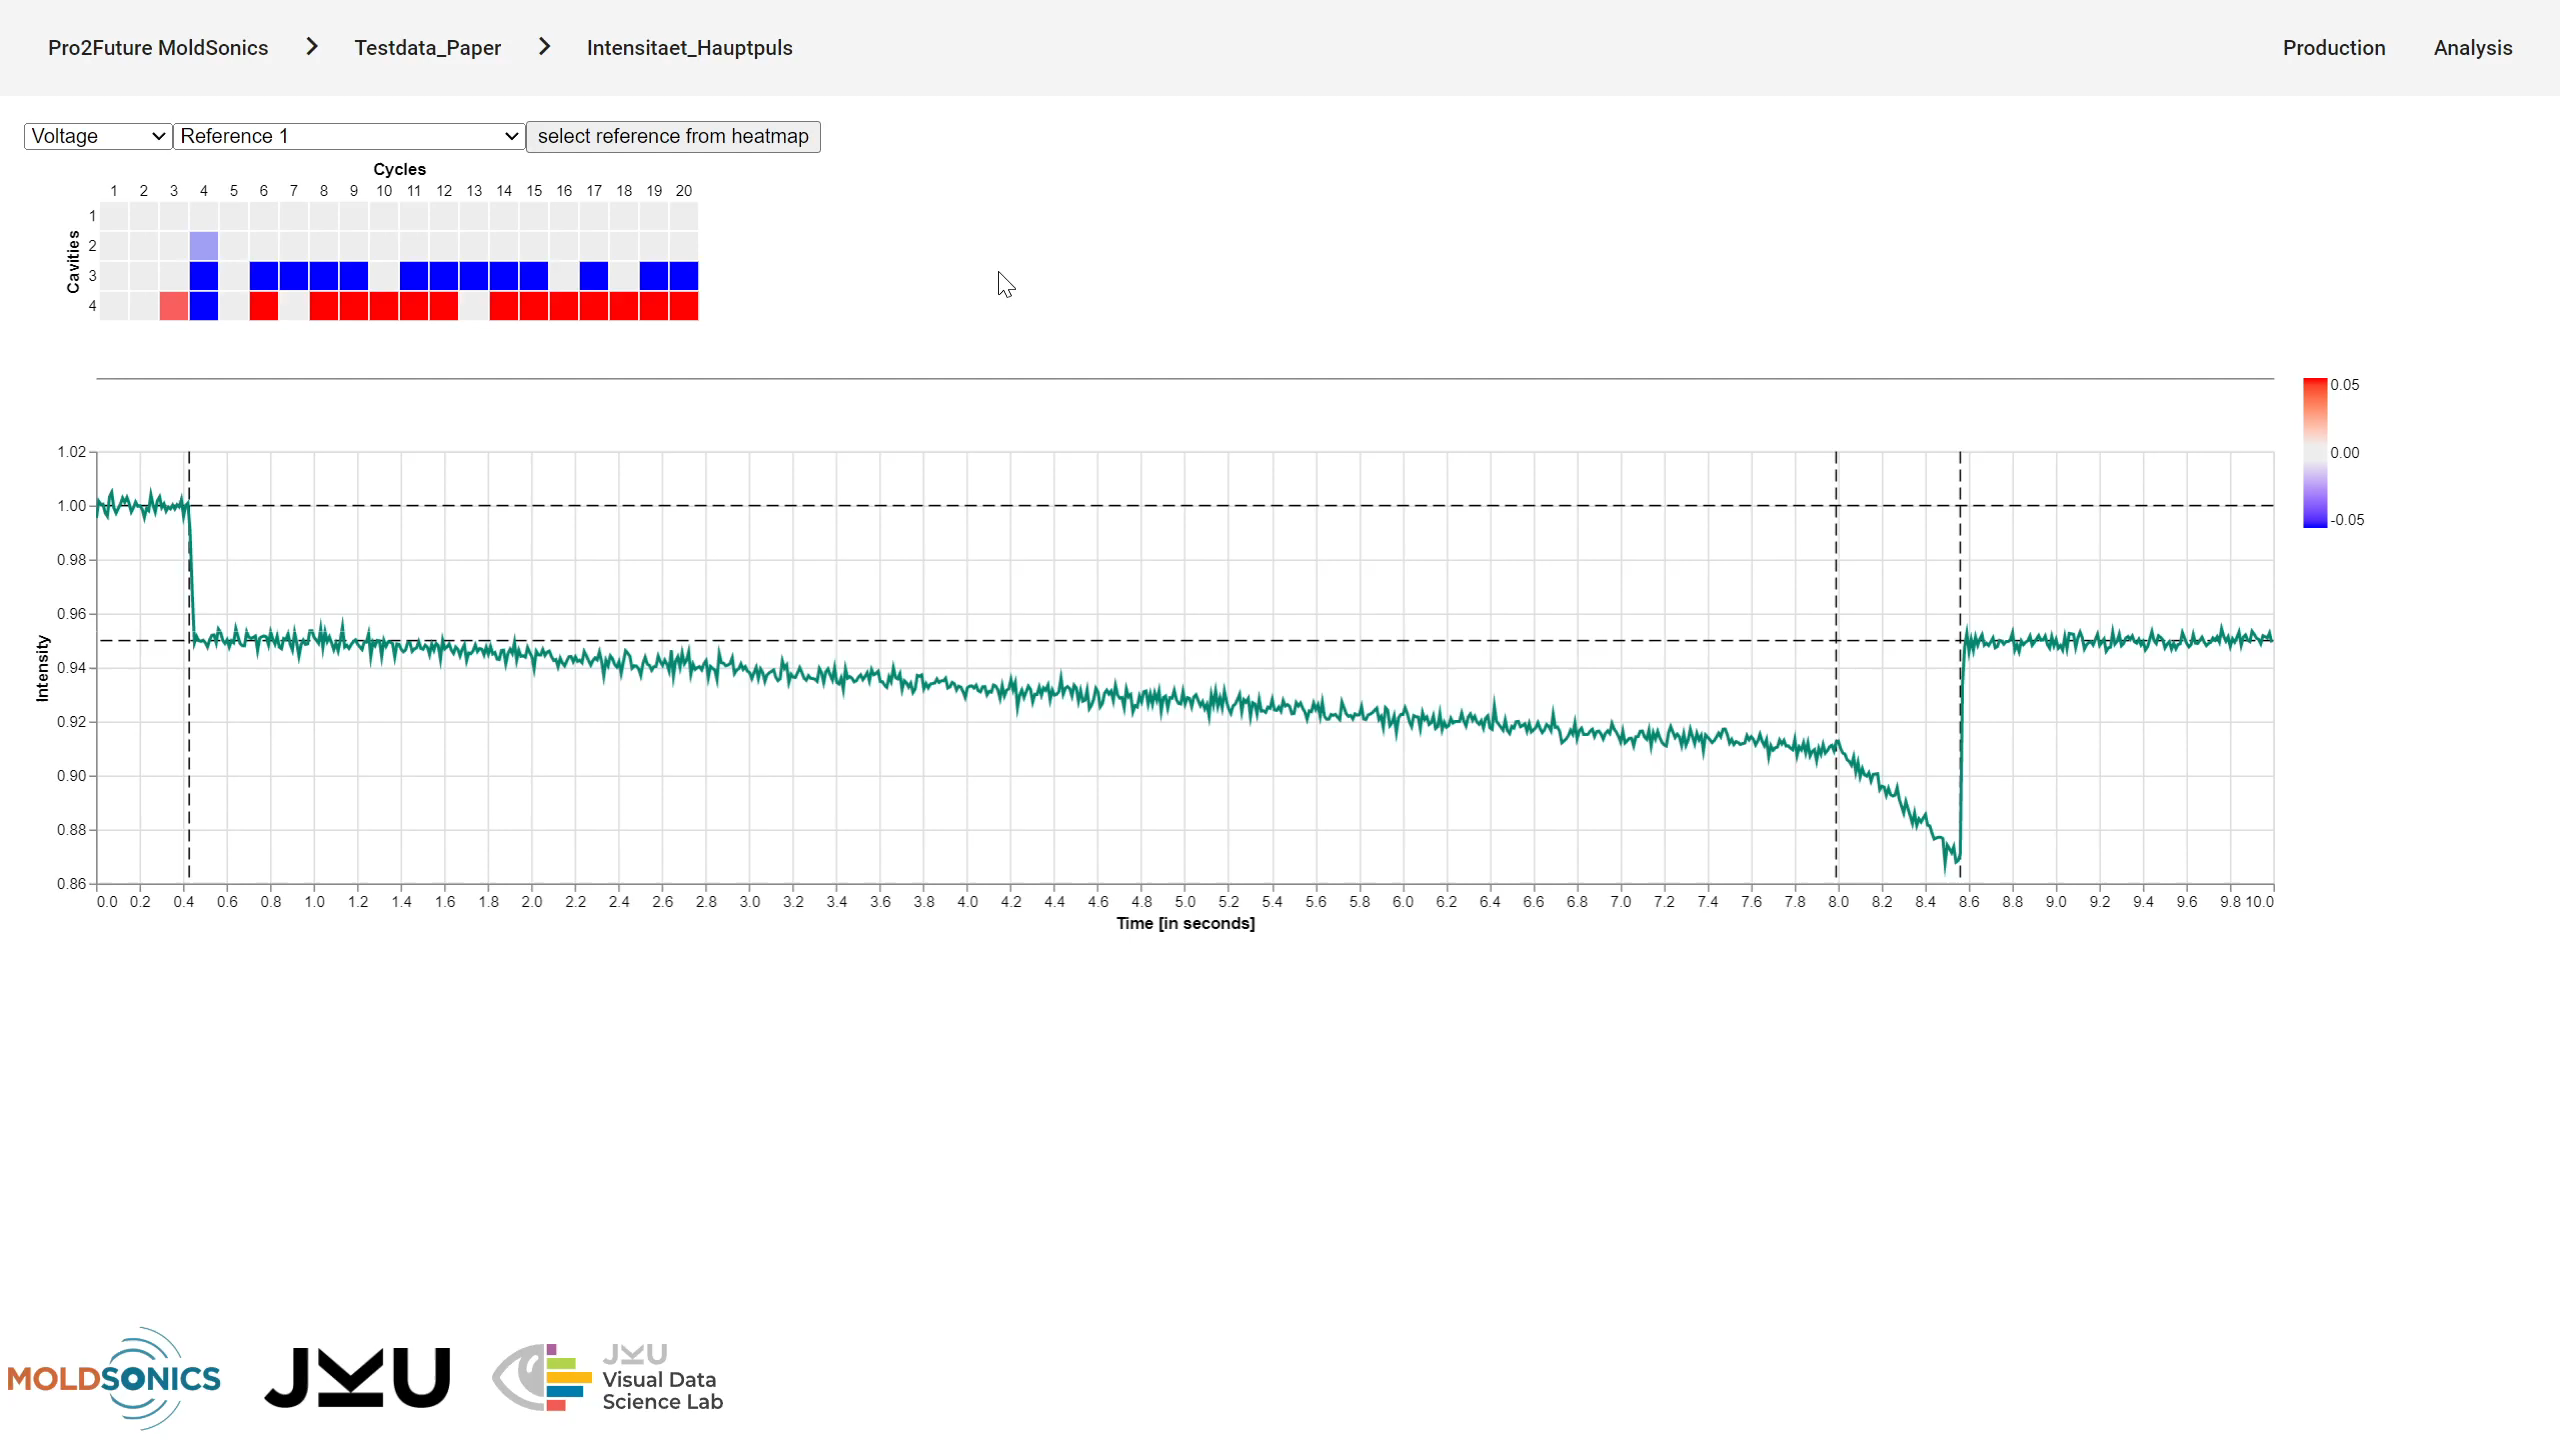 Pro2Future MoldSonics > Testdata_Paper > Intensitaet_Hauptpuls Production Analysis
Voltage Reference 1 select reference from heatmap
Cycles
1 2 3 4 5 6 7 8 9 10 11 12 13 14 15 16 17 18 19 20
Cavities
1
2
3
4
0.05
0.00
-0.05
Intensity
1.02
1.00
0.98
0.96
0.94
0.92
0.90
0.88
0.86
0.0 0.2 0.4 0.6 0.8 1.0 1.2 1.4 1.6 1.8 2.0 2.2 2.4 2.6 2.8 3.0 3.2 3.4 3.6 3.8 4.0 4.2 4.4 4.6 4.8 5.0 5.2 5.4 5.6 5.8 6.0 6.2 6.4 6.6 6.8 7.0 7.2 7.4 7.6 7.8 8.0 8.2 8.4 8.6 8.8 9.0 9.2 9.4 9.6 9.8 10.0
Time [in seconds]
MOLDSONICS
JKU
JKU
Visual Data
Science Lab